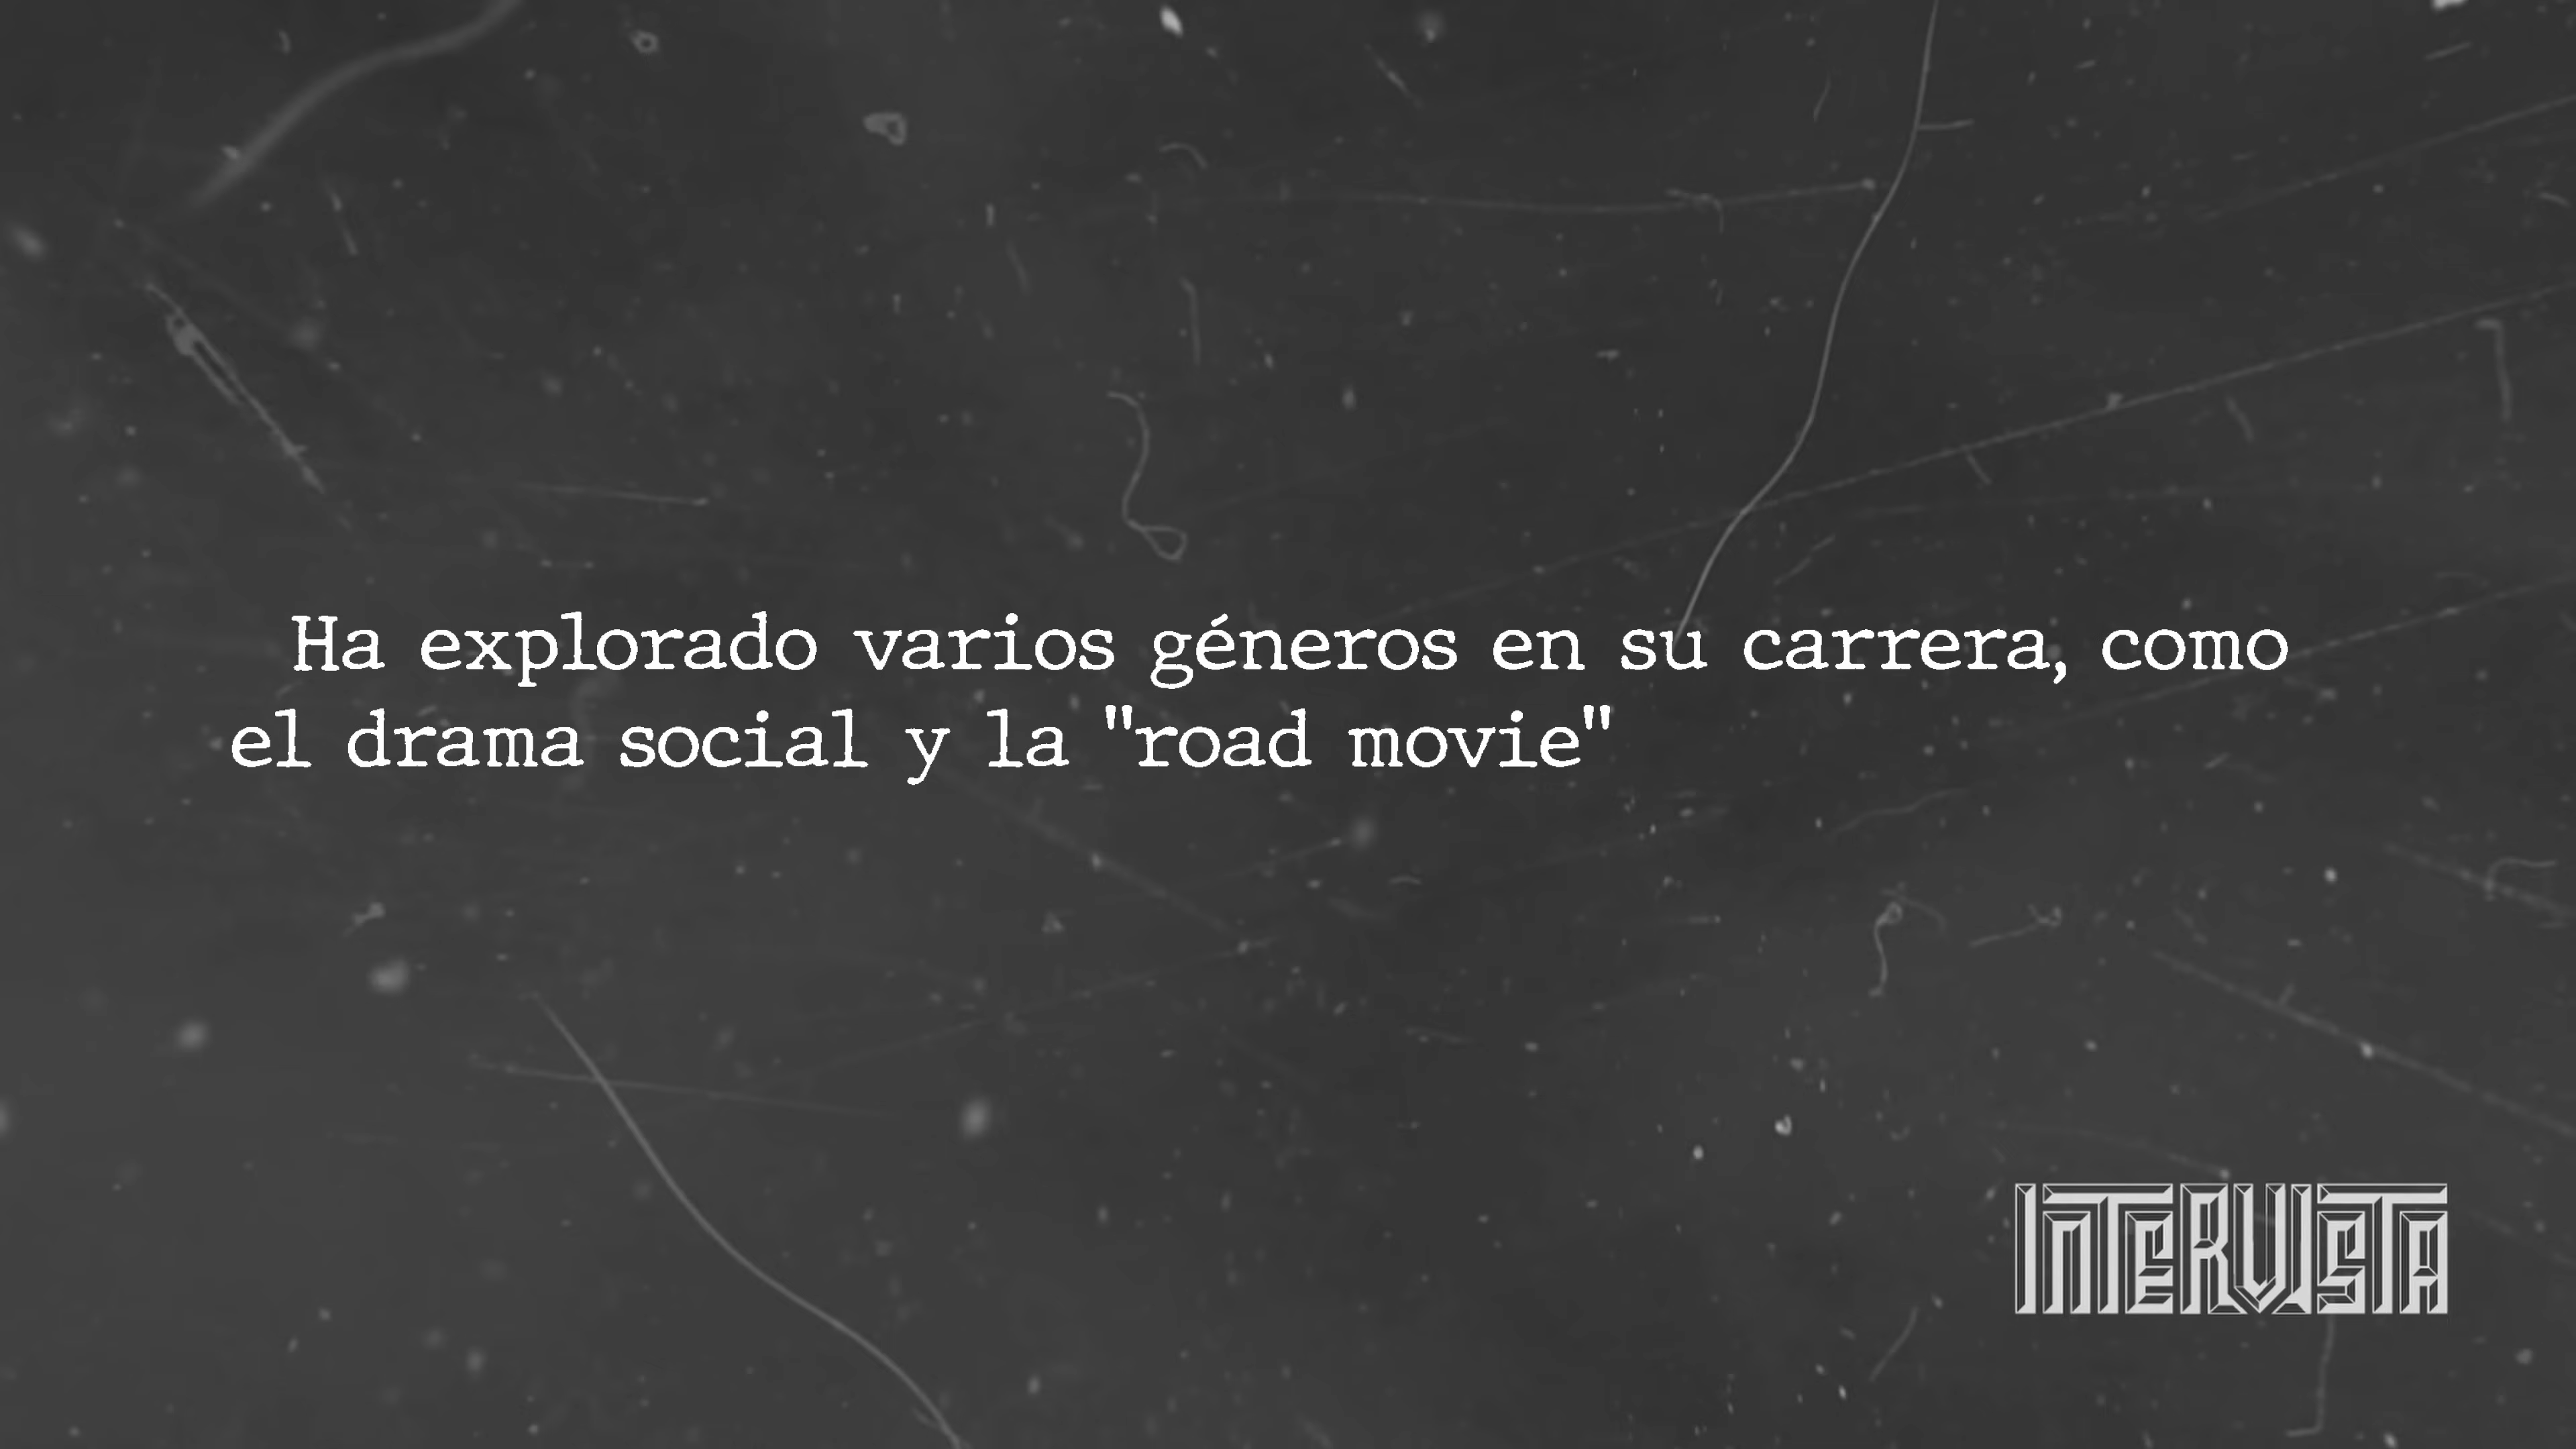 Ha explorado varios géneros en su carrera, como
el drama social y la "road movie"
INTERVISTA